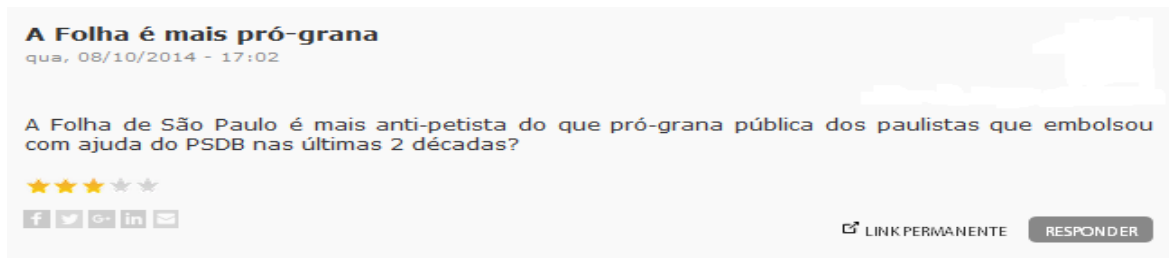 A Folha é mais pró-grana
qua, 08/10/2014 - 17:02
A Folha de São Paulo é mais anti-petista do que pró-grana pública dos paulistas que embolsou
com ajuda do PSDB nas últimas 2 décadas?
f G+ in
LINK PERMANENTE RESPONDER